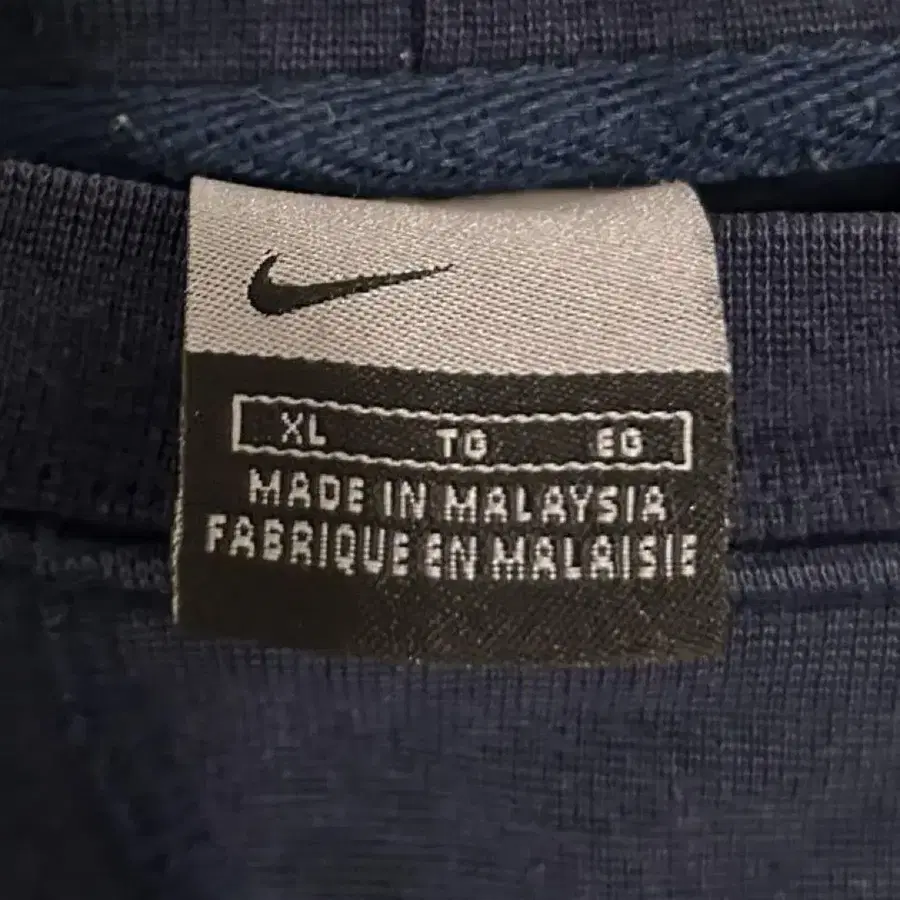 XL TG EG
MADE IN MALAYSIA
FABRIQUE EN MALAISIE